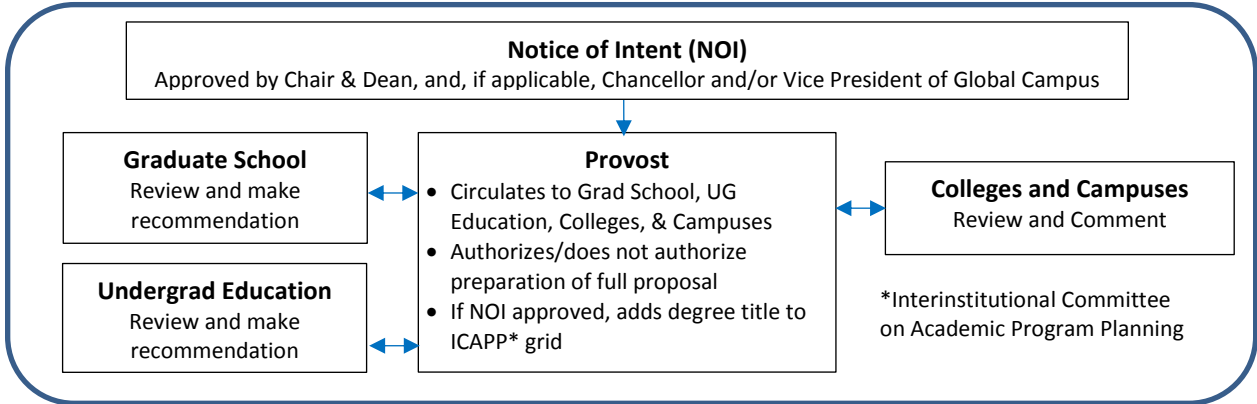 Notice of Intent (NOI)
Approved by Chair & Dean, and, if applicable, Chancellor and/or Vice President of Global Campus
Graduate School
Review and make
recommendation
Undergrad Education
Review and make
recommendation
Provost
• Circulates to Grad School, UG
Education, Colleges, & Campuses
• Authorizes/does not authorize
preparation of full proposal
• If NOI approved, adds degree title to
ICAPP* grid
Colleges and Campuses
Review and Comment
*Interinstitutional Committee
on Academic Program Planning